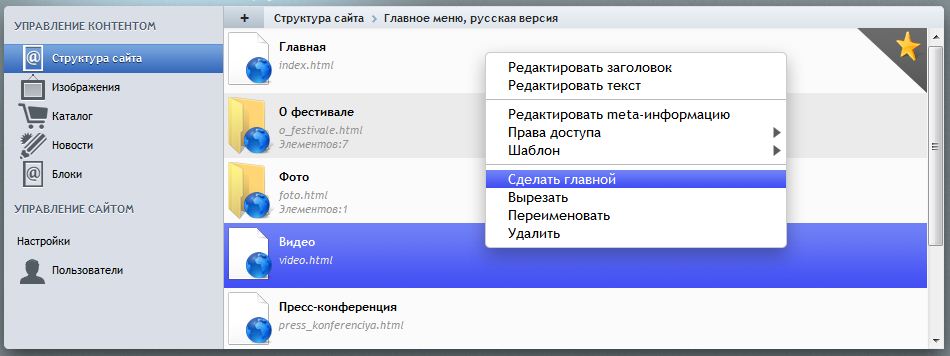 УПРАВЛЕНИЕ КОНТЕНТОМ
Структура сайта
Изображения
Каталог
Новости
Блоки
УПРАВЛЕНИЕ САЙТОМ
Настройки
Пользователи
+ Структура сайта > Главное меню, русская версия
Главная
index.html
О фестивале
o_festivale.html
Элементов:7
Фото
foto.html
Элементов:1
Видео
video.html
Пресс-конференция
press_konferenciya.html
Редактировать заголовок
Редактировать текст
Редактировать meta-информацию
Права доступа
Шаблон
Сделать главной
Вырезать
Переименовать
Удалить